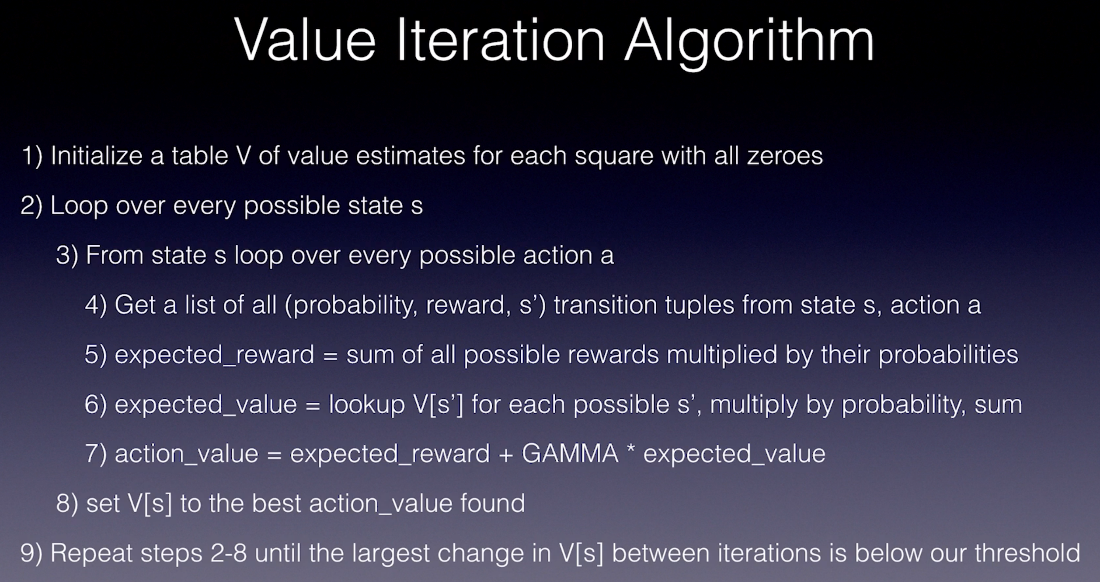 Value Iteration Algorithm
1) Initialize a table V of value estimates for each square with all zeroes
2) Loop over every possible state s
3) From state s loop over every possible action a
4) Get a list of all (probability, reward, s’) transition tuples from state s, action a
5) expected_reward = sum of all possible rewards multiplied by their probabilities
6) expected_value = lookup V[s’] for each possible s’, multiply by probability, sum
7) action_value = expected_reward + GAMMA * expected_value
8) set V[s] to the best action_value found
9) Repeat steps 2-8 until the largest change in V[s] between iterations is below our threshold